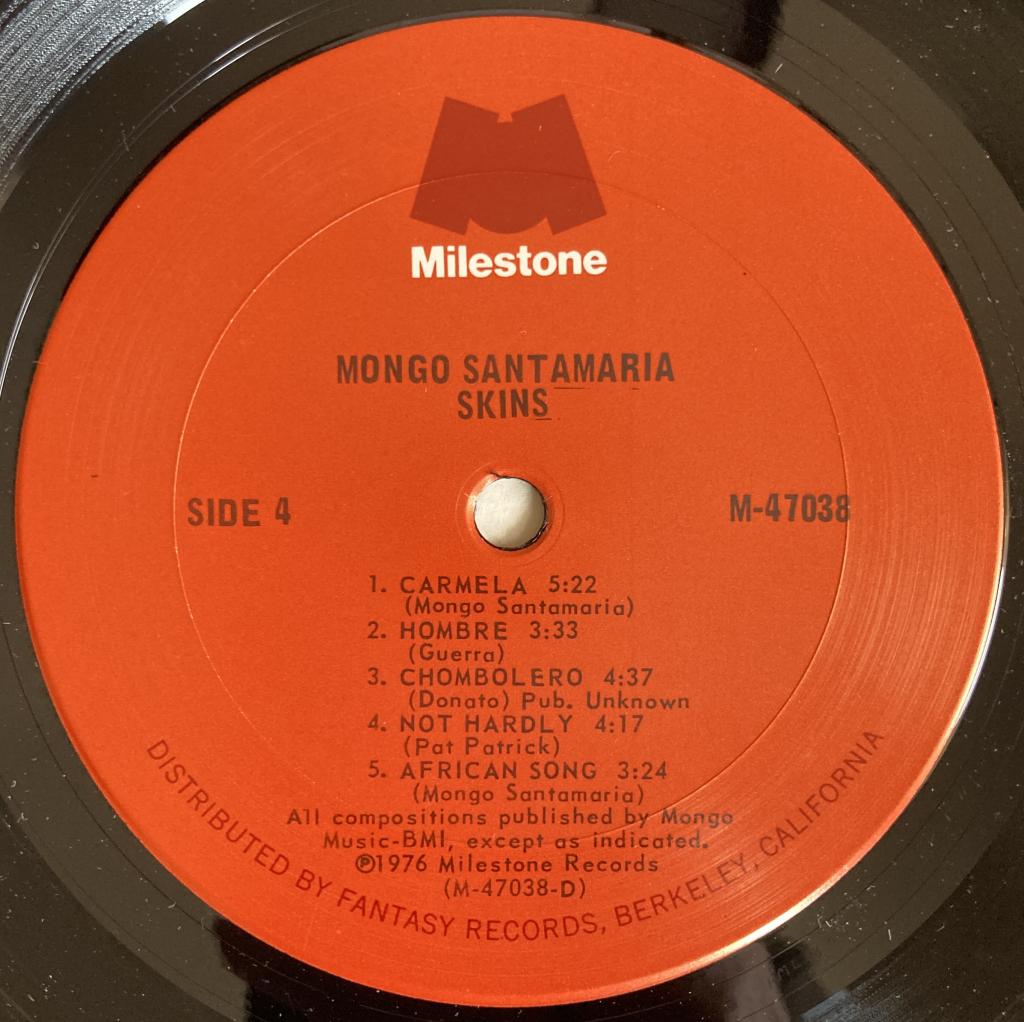 Milestone
MONGO SANTAMARIA
SKINS
SIDE 4
M-47038
1. CARMELA 5:22
(Mongo Santamaria)
2. HOMBRE 3:33
(Guerra)
3. CHOMBOLERO 4:37
(Donato) Pub. Unknown
4. NOT HARDLY 4:17
(Pat Patrick)
5. AFRICAN SONG 3:24
(Mongo Santamaria)
All compositions published by Mongo
Music-BMI, except as indicated.
℗1976 Milestone Records
(M-47038-D)
DISTRIBUTED BY FANTASY RECORDS, BERKELEY, CALIFORNIA